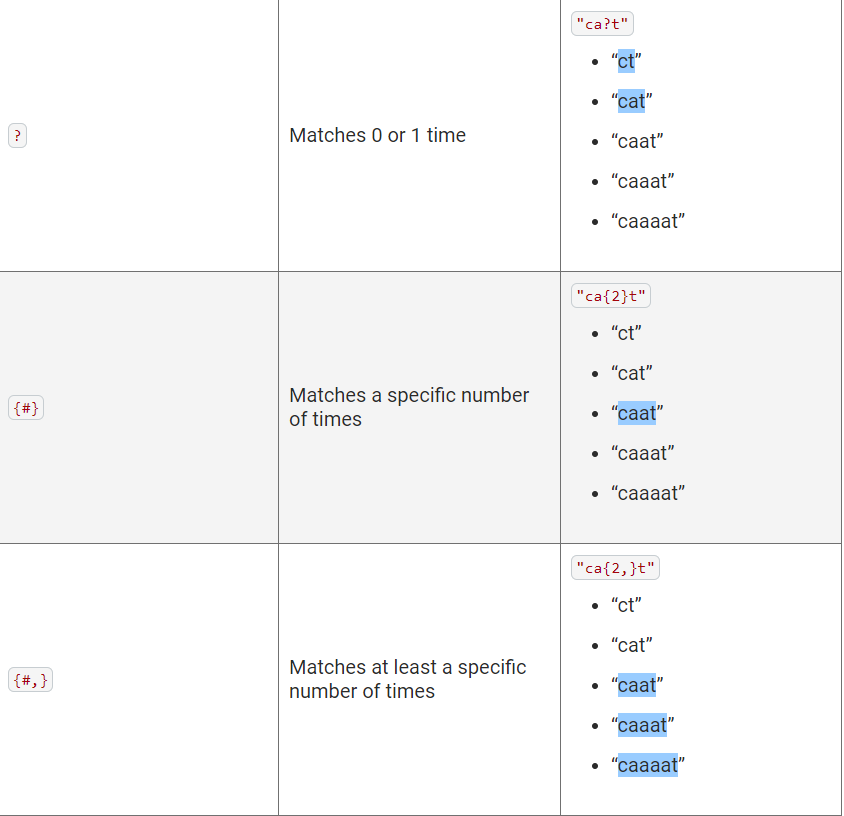 ?
Matches 0 or 1 time
"ca?t"
• “ct”
• “cat”
• “caat”
• “caaat”
• “caaaat”
{#}
Matches a specific number
of times
"ca{2}t"
• “ct”
• “cat”
• “caat”
• “caaat”
• “caaaat”
{#,}
Matches at least a specific
number of times
"ca{2,}t"
• “ct”
• “cat”
• “caat”
• “caaat”
• “caaaat”